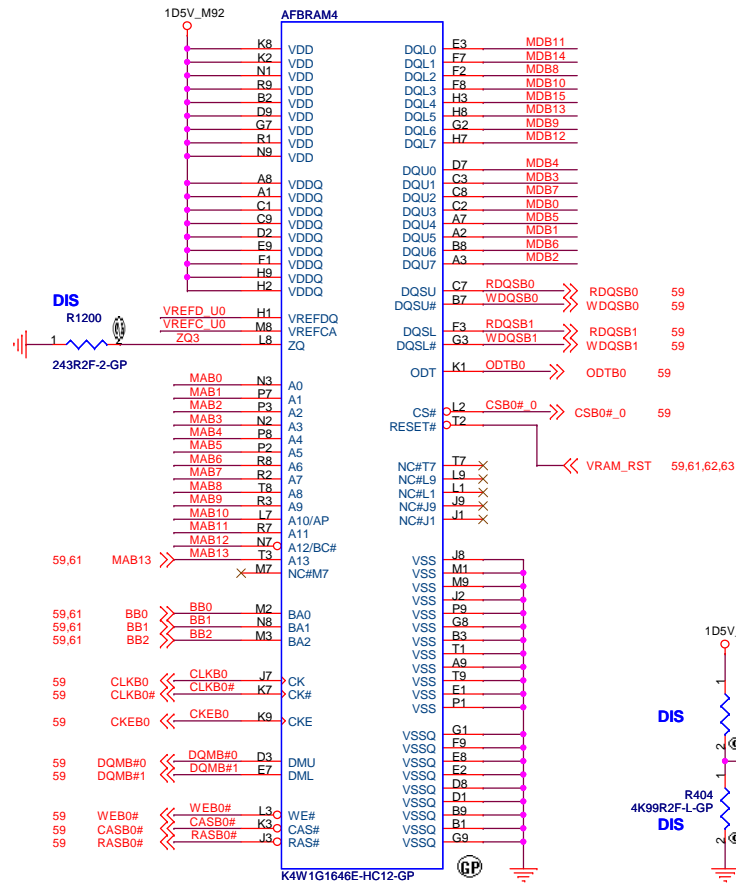 1D5V_M92
AFBRAM4
K8 VDD
K2 VDD
N1 VDD
R9 VDD
B2 VDD
D9 VDD
G7 VDD
R1 VDD
N9 VDD
A8 VDDQ
A1 VDDQ
C1 VDDQ
C9 VDDQ
D2 VDDQ
E9 VDDQ
F1 VDDQ
H9 VDDQ
H2 VDDQ
DIS
R1200
1
243R2F-2-GP
VREFD_U0 H1 VREFDQ
VREFC_U0 M8 VREFCA
ZQ3 L8 ZQ
MAB0 N3 A0
MAB1 P7 A1
MAB2 P3 A2
MAB3 N2 A3
MAB4 P8 A4
MAB5 P2 A5
MAB6 R8 A6
MAB7 R2 A7
MAB8 T8 A8
MAB9 R3 A9
MAB10 L7 A10/AP
MAB11 R7 A11
MAB12 N7 A12/BC#
59,61 MAB13 MAB13 T3 A13
M7 NC#M7
59,61 BB0 BB0 M2 BA0
59,61 BB1 BB1 N8 BA1
59,61 BB2 BB2 M3 BA2
59 CLKB0 CLKB0 J7 CK
59 CLKB0# CLKB0# K7 CK#
59 CKEB0 CKEB0 K9 CKE
59 DQMB#0 DQMB#0 D3 DMU
59 DQMB#1 DQMB#1 E7 DML
59 WEB0# WEB0# L3 WE#
59 CASB0# CASB0# K3 CAS#
59 RASB0# RASB0# J3 RAS#
DQL0 E3 MDB11
DQL1 F7 MDB14
DQL2 F2 MDB8
DQL3 F8 MDB10
DQL4 H3 MDB15
DQL5 H8 MDB13
DQL6 G2 MDB9
DQL7 H7 MDB12
DQU0 D7 MDB4
DQU1 C3 MDB3
DQU2 C8 MDB7
DQU3 C2 MDB0
DQU4 A7 MDB5
DQU5 A2 MDB1
DQU6 B8 MDB6
DQU7 A3 MDB2
DQSU C7 RDQSB0 RDQSB0 59
DQSU# B7 WDQSB0 WDQSB0 59
DQSL F3 RDQSB1 RDQSB1 59
DQSL# G3 WDQSB1 WDQSB1 59
ODT K1 ODTB0 ODTB0 59
CS# L2 CSB0#_0 CSB0#_0 59
RESET# T2
VRAM_RST 59,61,62,63
NC#T7 T7
NC#L9 L9
NC#L1 L1
NC#J9 J9
NC#J1 J1
VSS J8
VSS M1
VSS M9
VSS J2
VSS P9
VSS G8
VSS B3
VSS T1
VSS A9
VSS T9
VSS E1
VSS P1
VSSQ G1
VSSQ F9
VSSQ E8
VSSQ E2
VSSQ D8
VSSQ D1
VSSQ B9
VSSQ B1
VSSQ G9
K4W1G1646E-HC12-GP
GP
1D5V_
1
DIS
2
1
R404
4K99R2F-L-GP
DIS
2